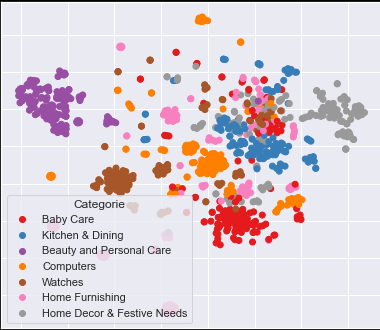 Categorie
Baby Care
Kitchen & Dining
Beauty and Personal Care
Computers
Watches
Home Furnishing
Home Decor & Festive Needs